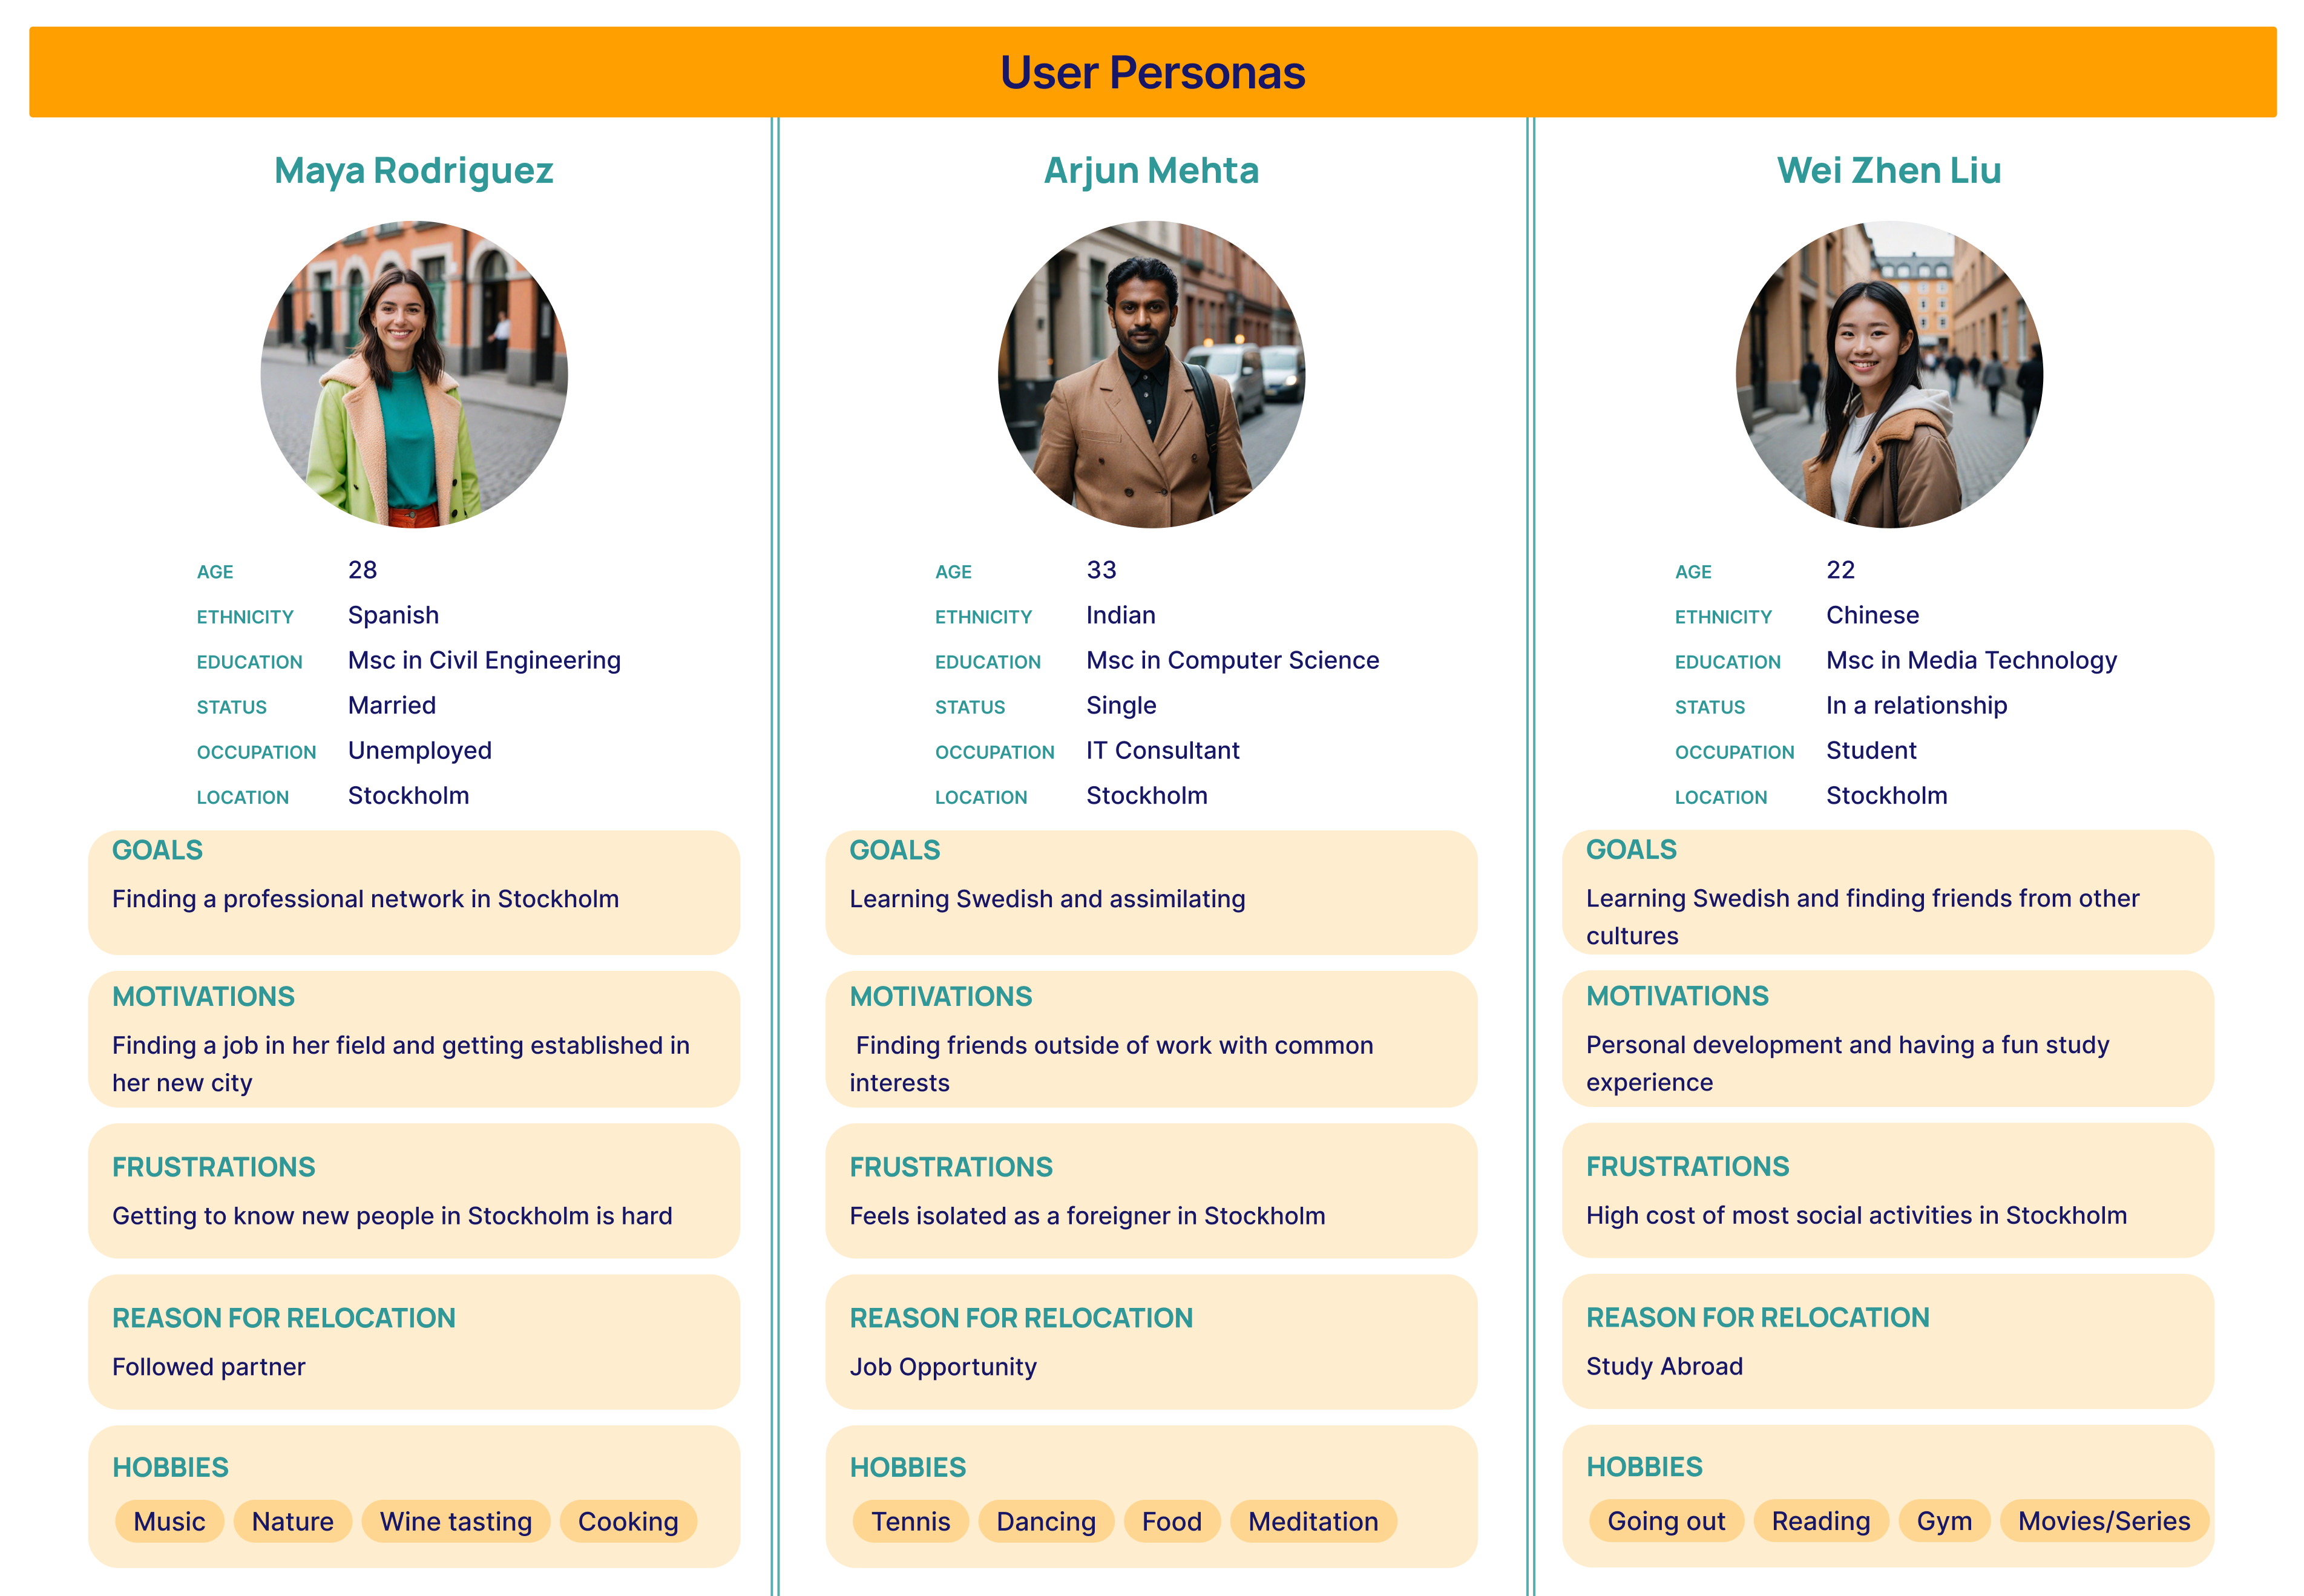 User Personas
Maya Rodriguez
AGE 28
ETHNICITY Spanish
EDUCATION Msc in Civil Engineering
STATUS Married
OCCUPATION Unemployed
LOCATION Stockholm
GOALS
Finding a professional network in Stockholm
MOTIVATIONS
Finding a job in her field and getting established in
her new city
FRUSTRATIONS
Getting to know new people in Stockholm is hard
REASON FOR RELOCATION
Followed partner
HOBBIES
Music Nature Wine tasting Cooking
Arjun Mehta
AGE 33
ETHNICITY Indian
EDUCATION Msc in Computer Science
STATUS Single
OCCUPATION IT Consultant
LOCATION Stockholm
GOALS
Learning Swedish and assimilating
MOTIVATIONS
Finding friends outside of work with common
interests
FRUSTRATIONS
Feels isolated as a foreigner in Stockholm
REASON FOR RELOCATION
Job Opportunity
HOBBIES
Tennis Dancing Food Meditation
Wei Zhen Liu
AGE 22
ETHNICITY Chinese
EDUCATION Msc in Media Technology
STATUS In a relationship
OCCUPATION Student
LOCATION Stockholm
GOALS
Learning Swedish and finding friends from other
cultures
MOTIVATIONS
Personal development and having a fun study
experience
FRUSTRATIONS
High cost of most social activities in Stockholm
REASON FOR RELOCATION
Study Abroad
HOBBIES
Going out Reading Gym Movies/Series